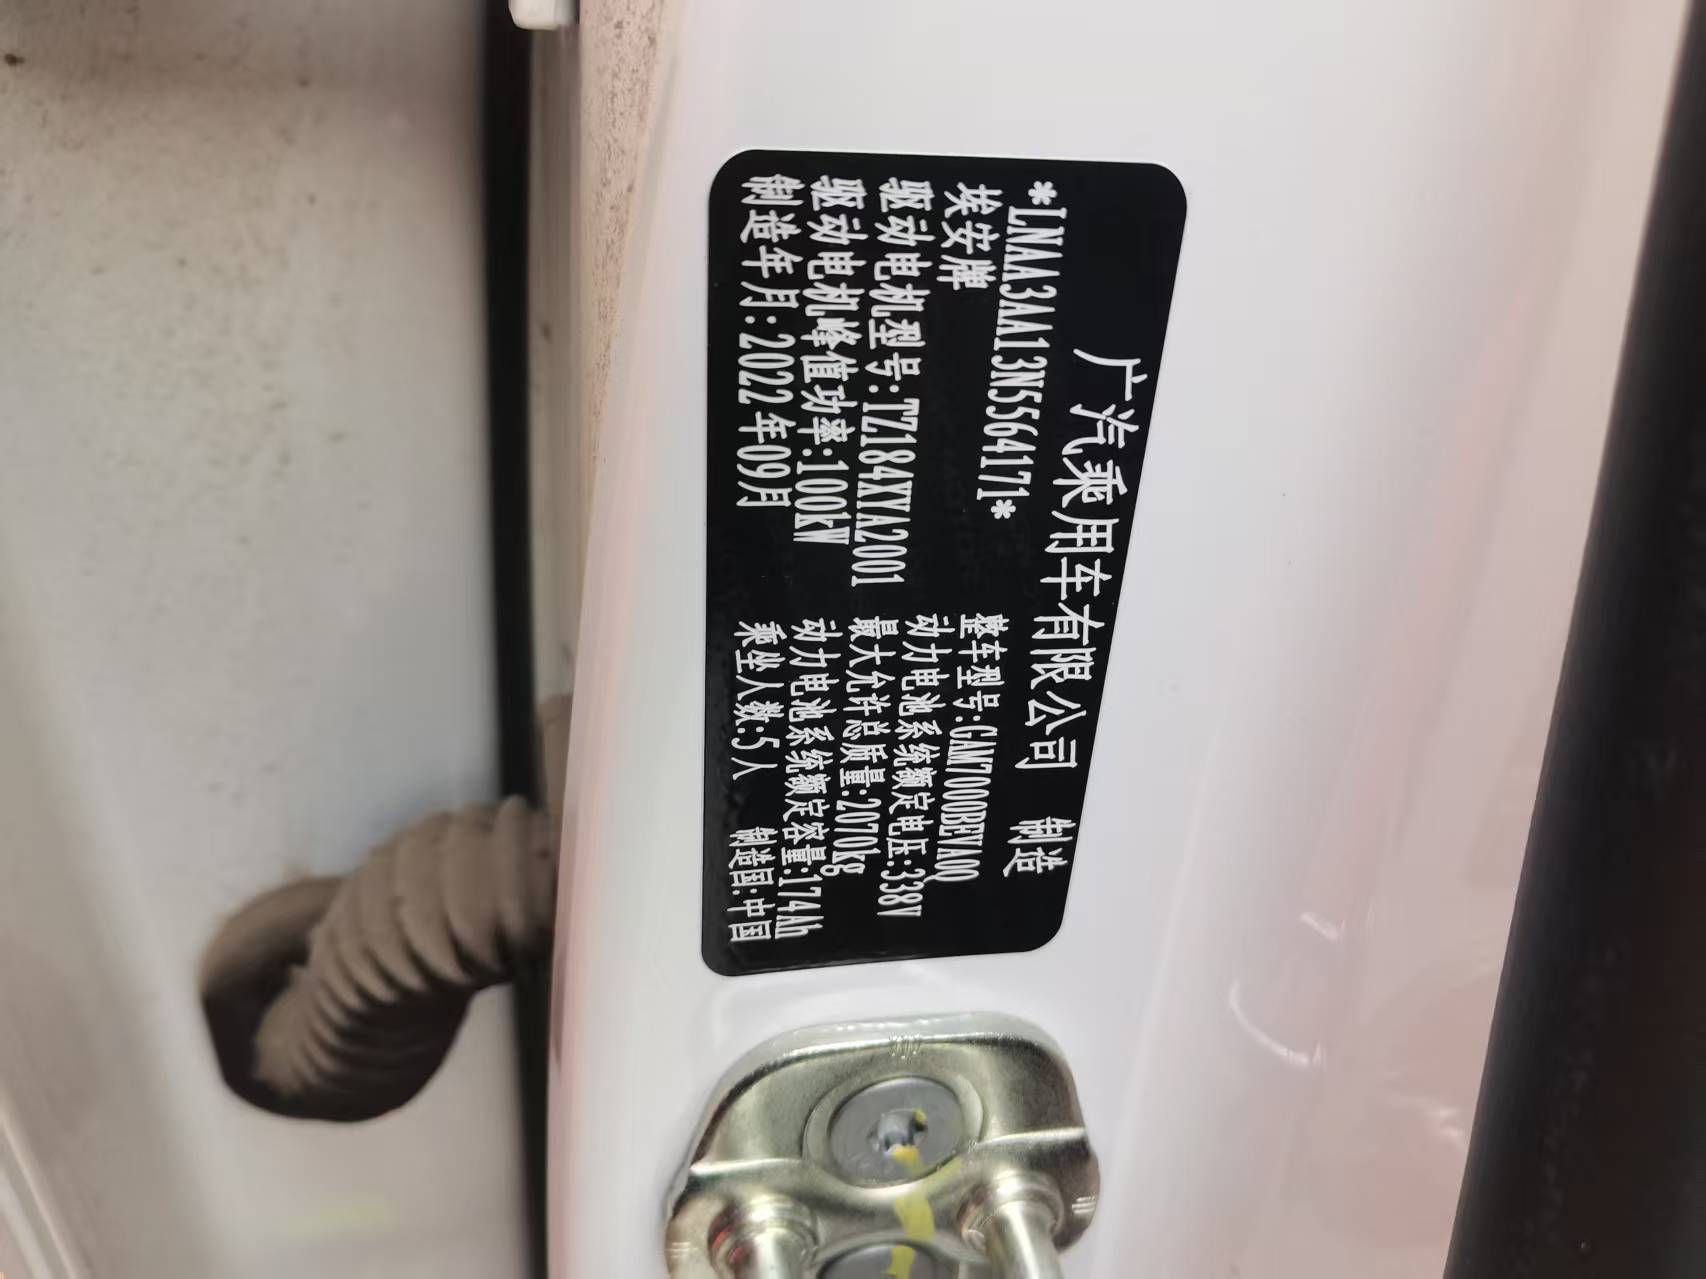 广汽乘用车有限公司 制造
*LNAA3AA13N5564171*
埃安牌 整车型号:GAM7000BEVA0Q
驱动电机型号:TZ184XYA2001 动力电池系统额定电压:338V
驱动电机峰值功率:100kW 最大允许总质量:2070kg
制造年月:2022年09月 动力电池系统额定容量:174Ah
乘坐人数:5人 制造国:中国